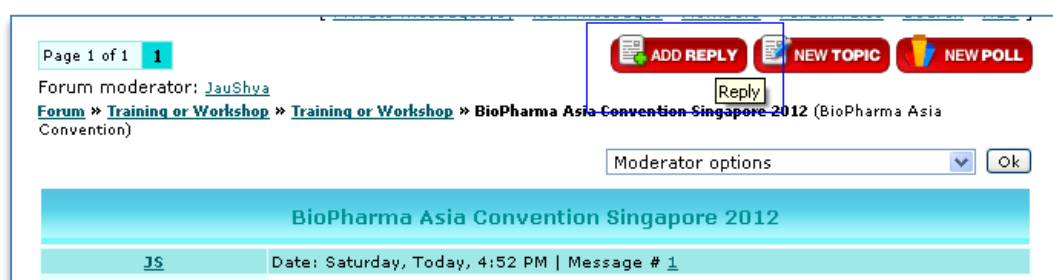 Page 1 of 1 1
ADD REPLY NEW TOPIC NEW POLL
Reply
Forum moderator: JauShya
Forum » Training or Workshop » Training or Workshop » BioPharma Asia Convention Singapore 2012 (BioPharma Asia
Convention)
Moderator options Ok
BioPharma Asia Convention Singapore 2012
JS Date: Saturday, Today, 4:52 PM | Message # 1